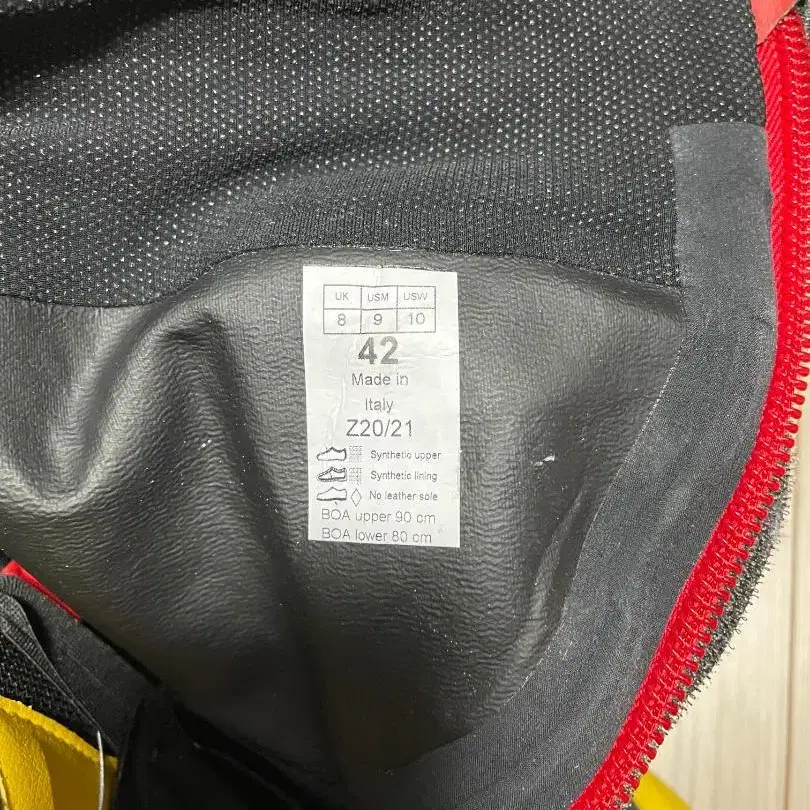 UK USM USW
8 9 10
42
Made in
Italy
Z20/21
Synthetic upper
Synthetic lining
No leather sole
BOA upper 90 cm
BOA lower 80 cm